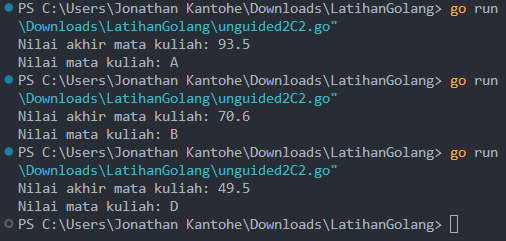 PS C:\Users\Jonathan Kantohe\Downloads\LatihanGolang> go run
\Downloads\LatihanGolang\unguided2C2.go"
Nilai akhir mata kuliah: 93.5
Nilai mata kuliah: A
PS C:\Users\Jonathan Kantohe\Downloads\LatihanGolang> go run
\Downloads\LatihanGolang\unguided2C2.go"
Nilai akhir mata kuliah: 70.6
Nilai mata kuliah: B
PS C:\Users\Jonathan Kantohe\Downloads\LatihanGolang> go run
\Downloads\LatihanGolang\unguided2C2.go"
Nilai akhir mata kuliah: 49.5
Nilai mata kuliah: D
PS C:\Users\Jonathan Kantohe\Downloads\LatihanGolang>